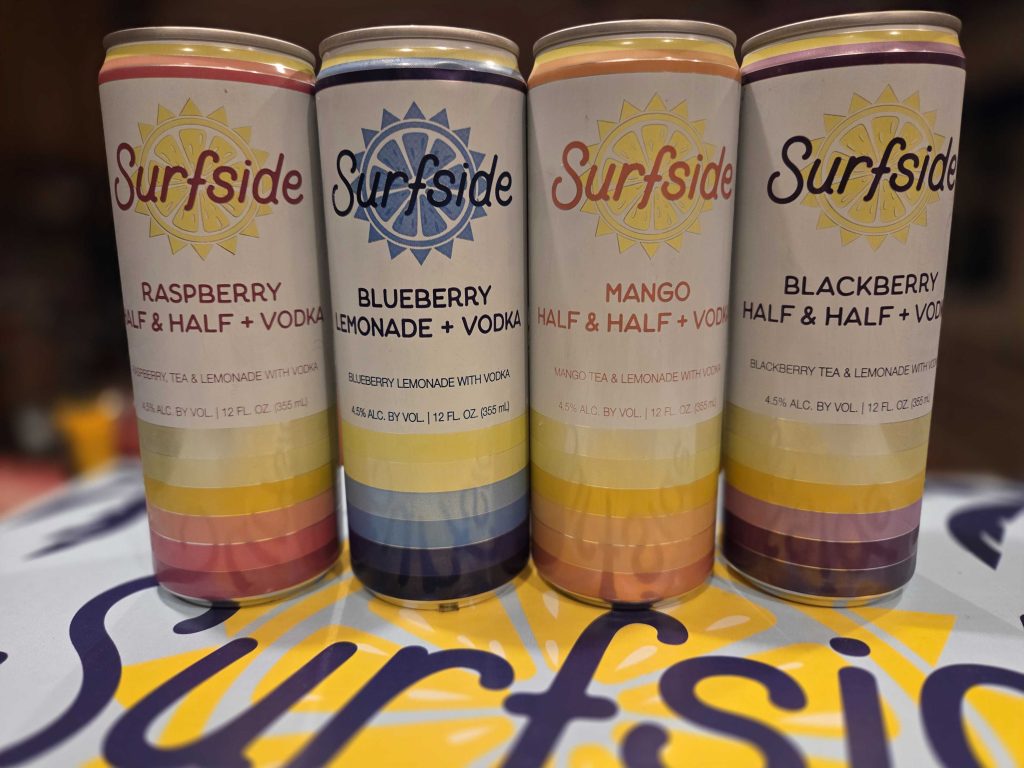 Surfside
RASPBERRY
HALF & HALF + VODKA
RASPBERRY, TEA & LEMONADE WITH VODKA
4.5% ALC. BY VOL. | 12 FL. OZ. (355 mL)
Surfside
BLUEBERRY
LEMONADE + VODKA
BLUEBERRY LEMONADE WITH VODKA
4.5% ALC. BY VOL. | 12 FL. OZ. (355 mL)
Surfside
MANGO
HALF & HALF + VODKA
MANGO TEA & LEMONADE WITH VODKA
4.5% ALC. BY VOL. | 12 FL. OZ. (355 mL)
Surfside
BLACKBERRY
HALF & HALF + VODKA
BLACKBERRY TEA & LEMONADE WITH VODKA
4.5% ALC. BY VOL. | 12 FL. OZ. (355 mL)
Surfsid